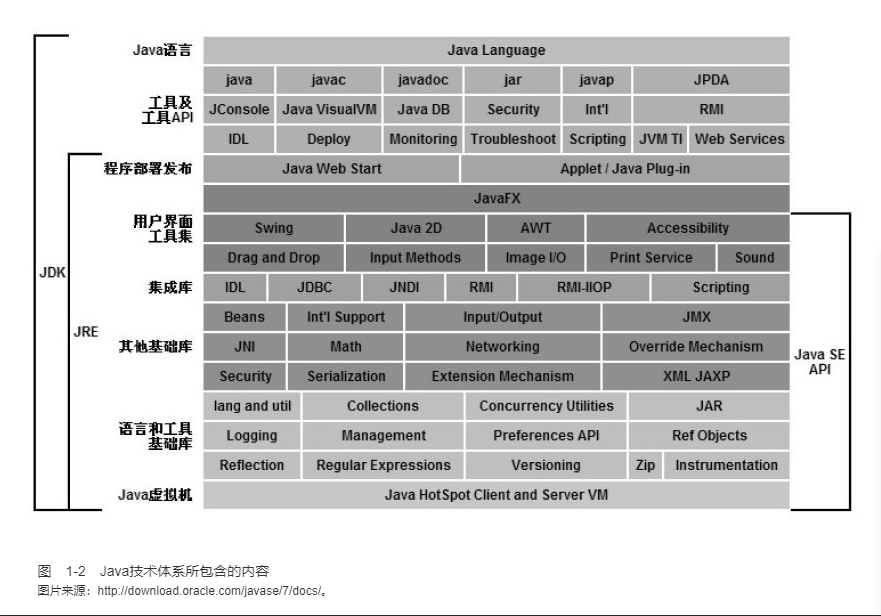 Java语言 Java Language
java javac javadoc jar javap JPDA
工具及
工具API
JConsole Java VisualVM Java DB Security Int'l RMI
IDL Deploy Monitoring Troubleshoot Scripting JVM TI Web Services
程序部署发布 Java Web Start Applet / Java Plug-in
JavaFX
用户界面
工具集
Swing Java 2D AWT Accessibility
Drag and Drop Input Methods Image I/O Print Service Sound
JDK
集成库 IDL JDBC JNDI RMI RMI-IIOP Scripting
Beans Int'l Support Input/Output JMX
JRE
其他基础库 JNI Math Networking Override Mechanism
Java SE
API
Security Serialization Extension Mechanism XML JAXP
lang and util Collections Concurrency Utilities JAR
语言和工具
基础库
Logging Management Preferences API Ref Objects
Reflection Regular Expressions Versioning Zip Instrumentation
Java虚拟机 Java HotSpot Client and Server VM
图 1-2 Java技术体系所包含的内容
图片来源：http://download.oracle.com/javase/7/docs/。